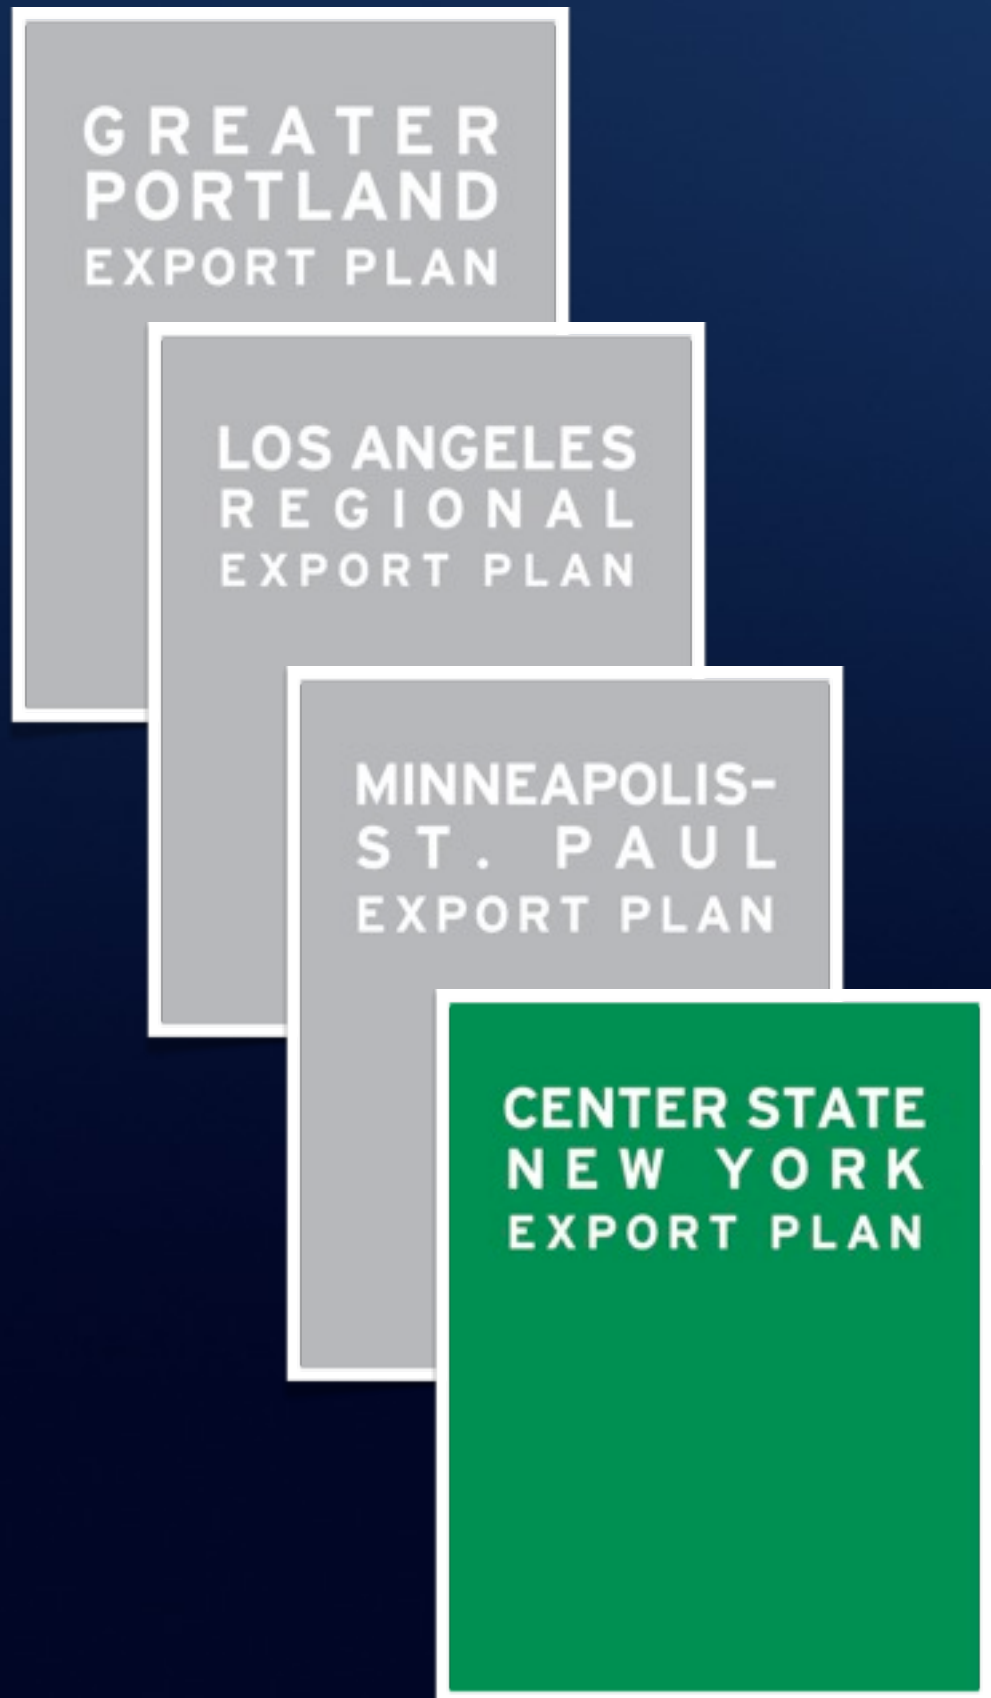 GREATER
PORTLAND
EXPORT PLAN
LOS ANGELES
REGIONAL
EXPORT PLAN
MINNEAPOLIS–
ST. PAUL
EXPORT PLAN
CENTER STATE
NEW YORK
EXPORT PLAN